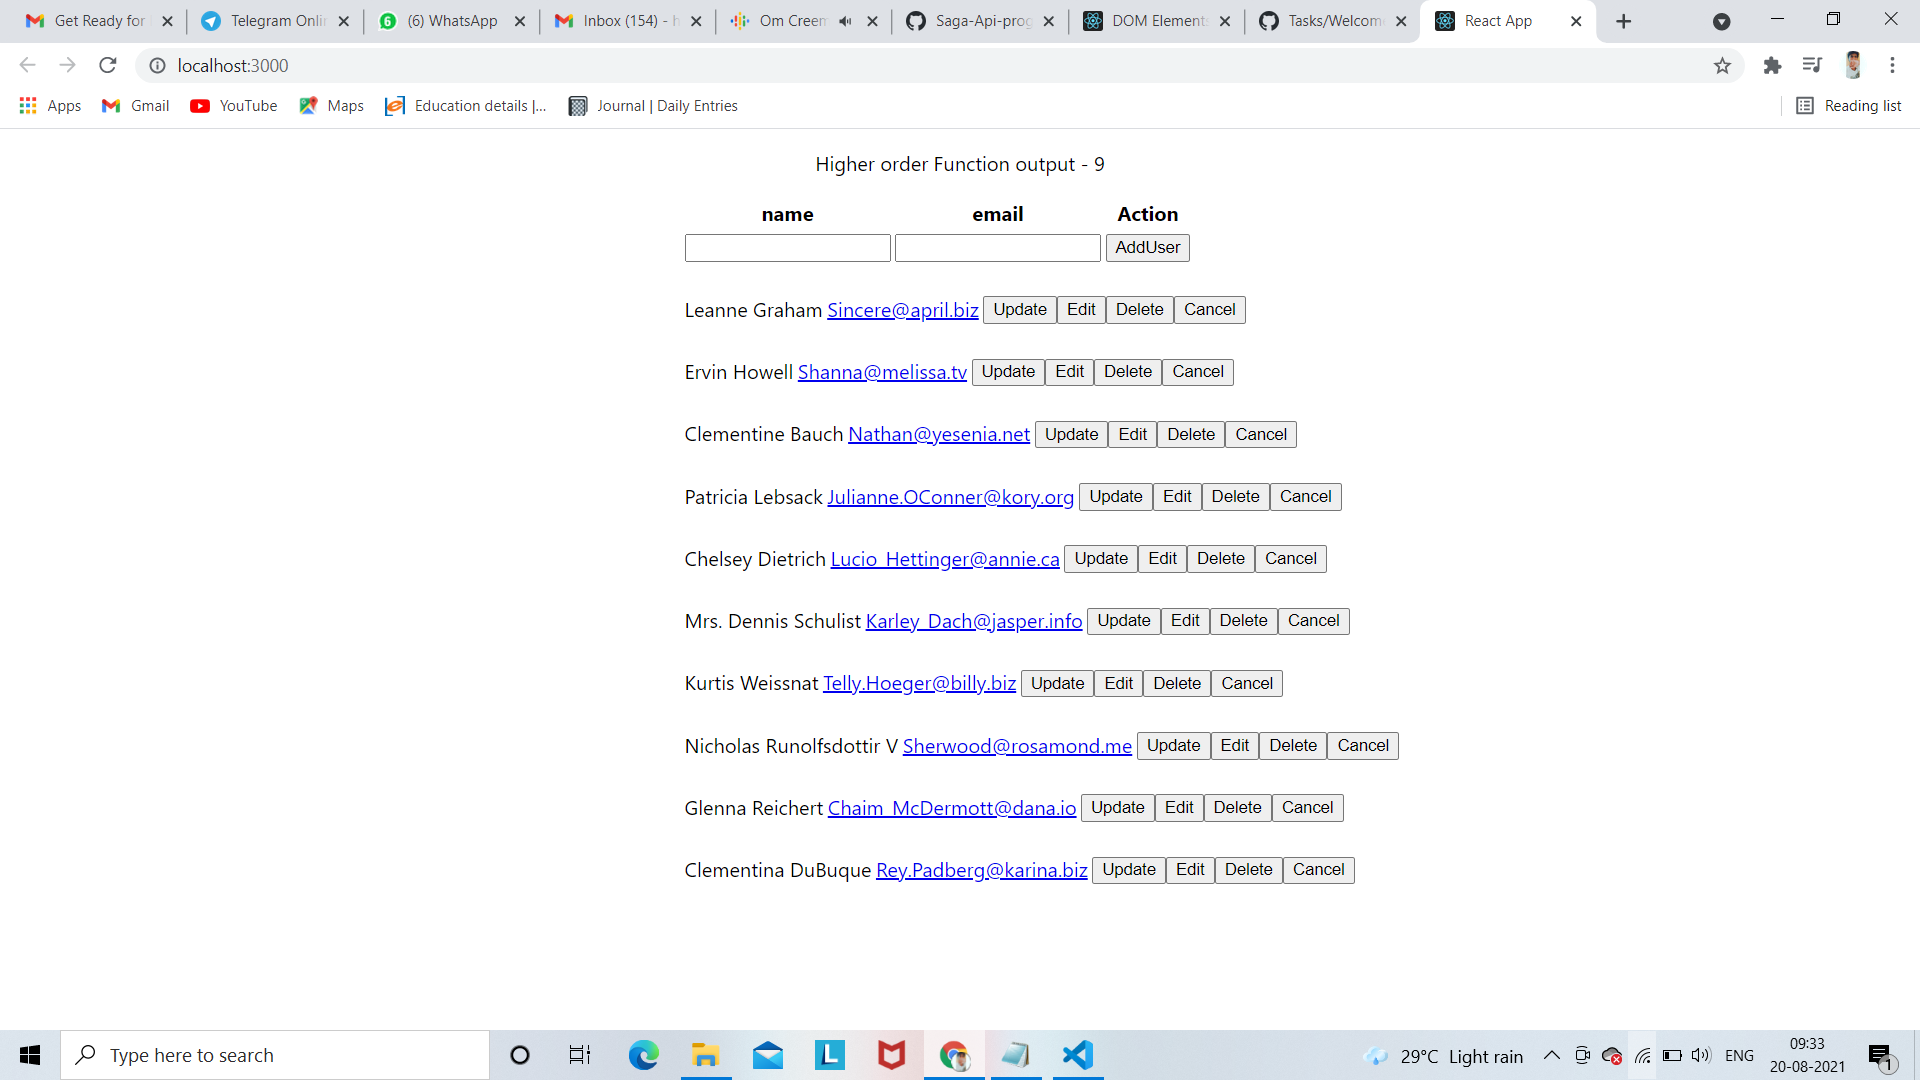 Get Ready for
Telegram Onlin
(6) WhatsApp
Inbox (154) - h
Om Creem
Saga-Api-prog
DOM Elements
Tasks/Welcome
React App
localhost:3000
Apps
Gmail
YouTube
Maps
Education details |...
Journal | Daily Entries
Reading list
Higher order Function output - 9
name email Action
AddUser
Leanne Graham Sincere@april.biz Update Edit Delete Cancel
Ervin Howell Shanna@melissa.tv Update Edit Delete Cancel
Clementine Bauch Nathan@yesenia.net Update Edit Delete Cancel
Patricia Lebsack Julianne.OConner@kory.org Update Edit Delete Cancel
Chelsey Dietrich Lucio_Hettinger@annie.ca Update Edit Delete Cancel
Mrs. Dennis Schulist Karley_Dach@jasper.info Update Edit Delete Cancel
Kurtis Weissnat Telly.Hoeger@billy.biz Update Edit Delete Cancel
Nicholas Runolfsdottir V Sherwood@rosamond.me Update Edit Delete Cancel
Glenna Reichert Chaim_McDermott@dana.io Update Edit Delete Cancel
Clementina DuBuque Rey.Padberg@karina.biz Update Edit Delete Cancel
Type here to search
29°C Light rain
ENG
09:33
20-08-2021
1